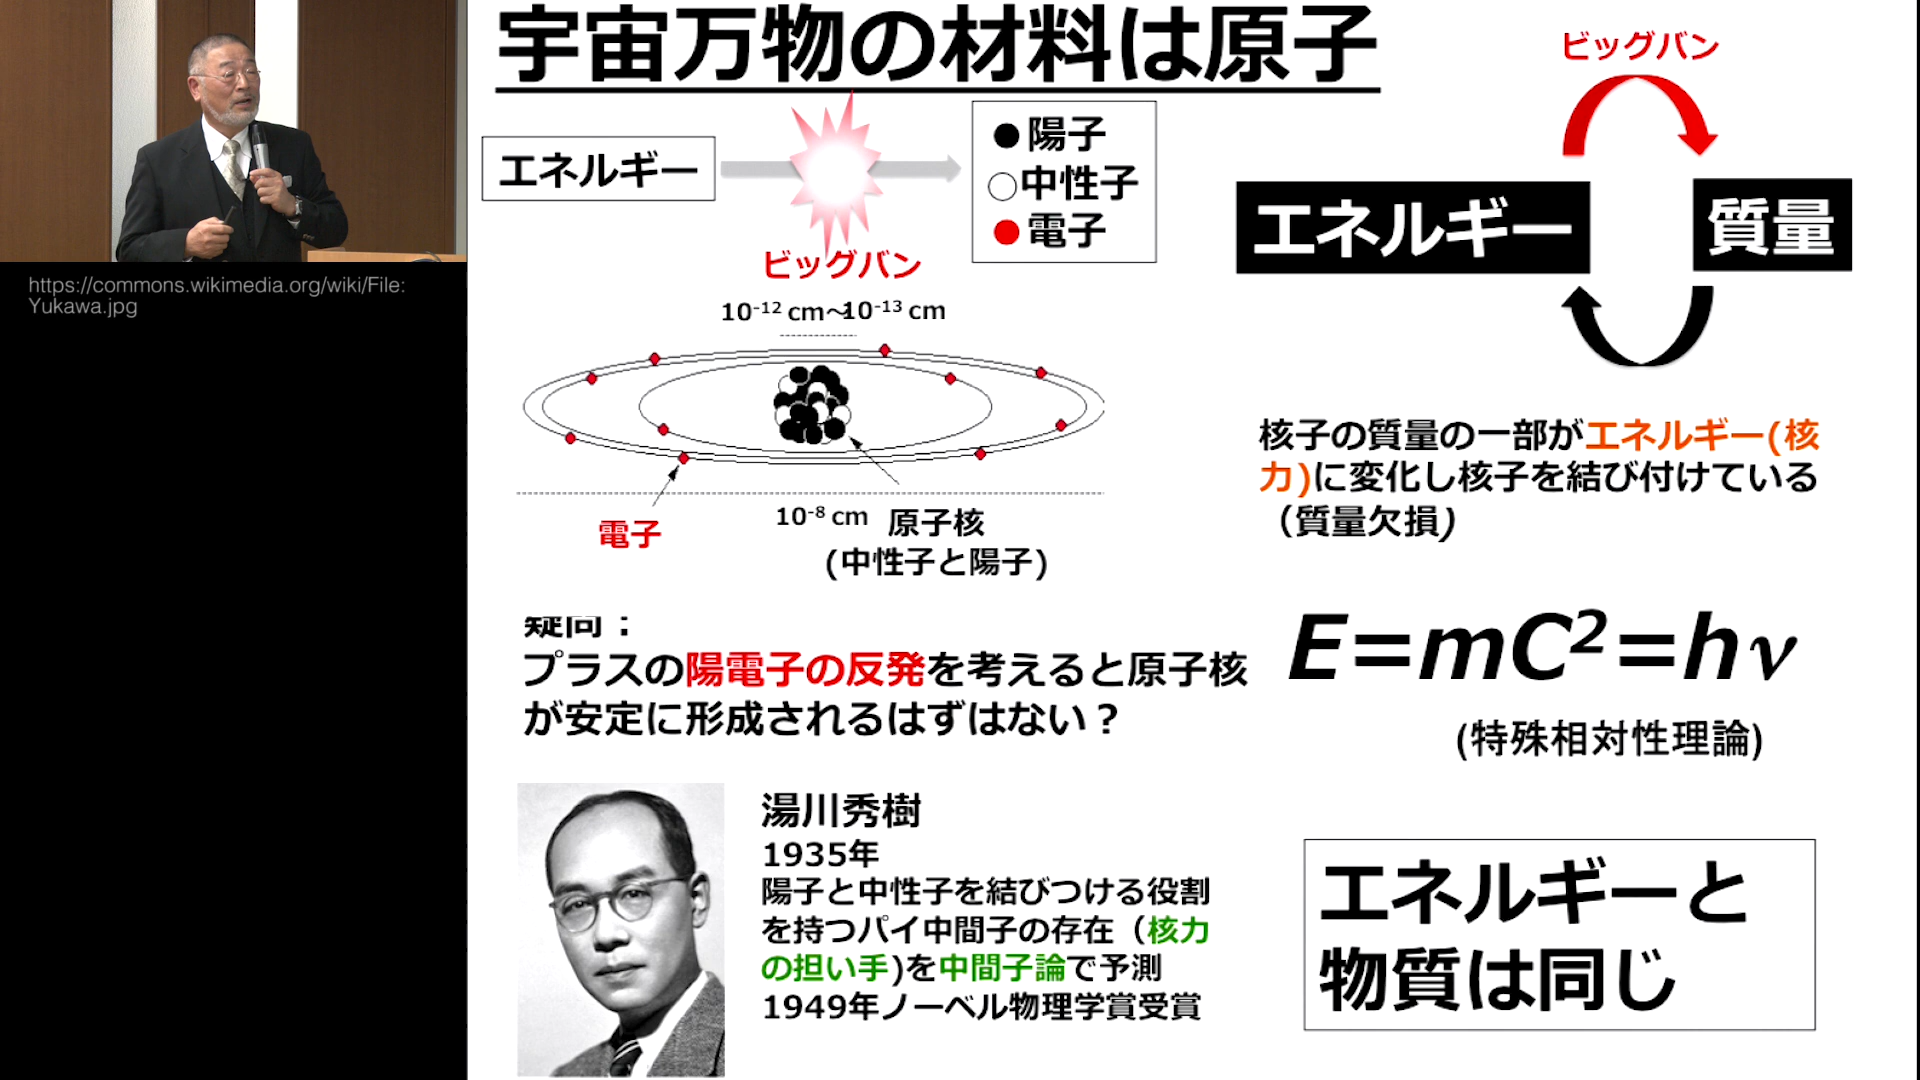 宇宙万物の材料は原子
エネルギー
ビッグバン
●陽子
○中性子
●電子
ビッグバン
エネルギー
質量
https://commons.wikimedia.org/wiki/File:
Yukawa.jpg
10-12 cm~10-13 cm
電子
10-8 cm
原子核
(中性子と陽子)
核子の質量の一部がエネルギー(核
力)に変化し核子を結び付けている
（質量欠損)
疑問：
プラスの陽電子の反発を考えると原子核
が安定に形成されるはずはない？
E=mC2=hν
(特殊相対性理論)
湯川秀樹
1935年
陽子と中性子を結びつける役割
を持つパイ中間子の存在（核力
の担い手)を中間子論で予測
1949年ノーベル物理学賞受賞
エネルギーと
物質は同じ